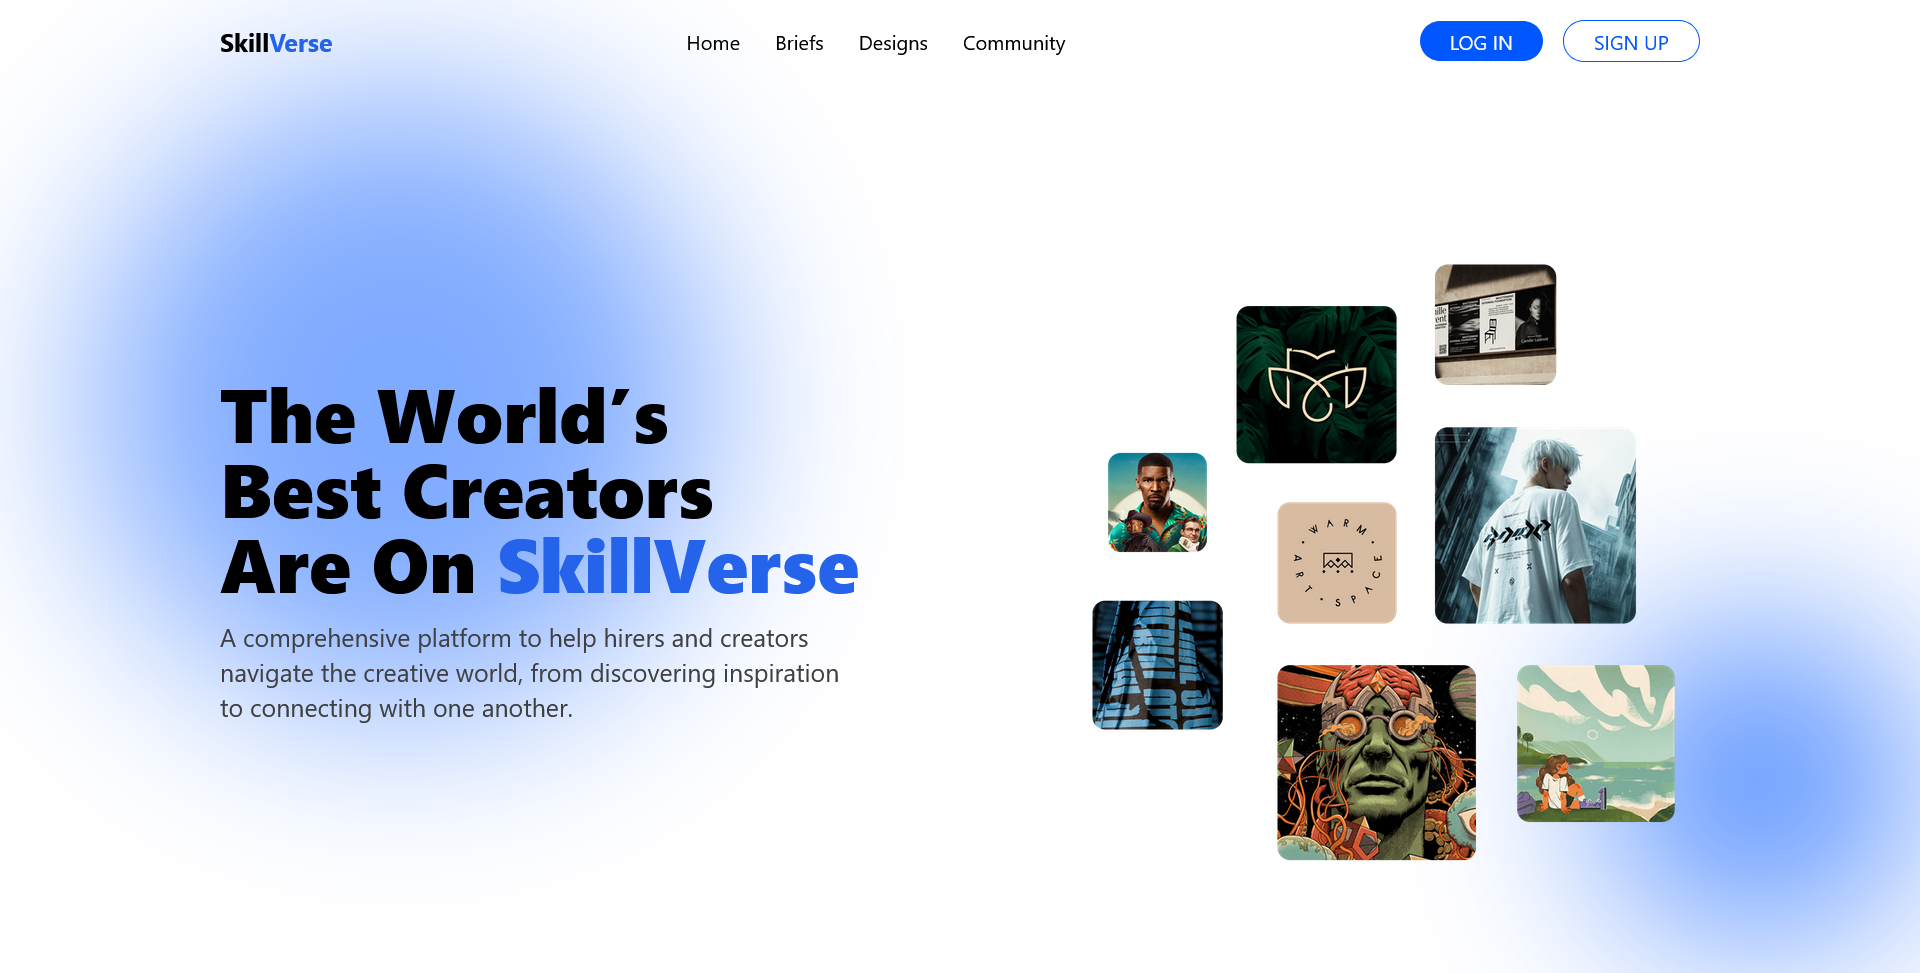 SkillVerse
Home Briefs Designs Community
LOG IN SIGN UP
The World's
Best Creators
Are On SkillVerse
A comprehensive platform to help hirers and creators
navigate the creative world, from discovering inspiration
to connecting with one another.
WARM
ART • SPACE